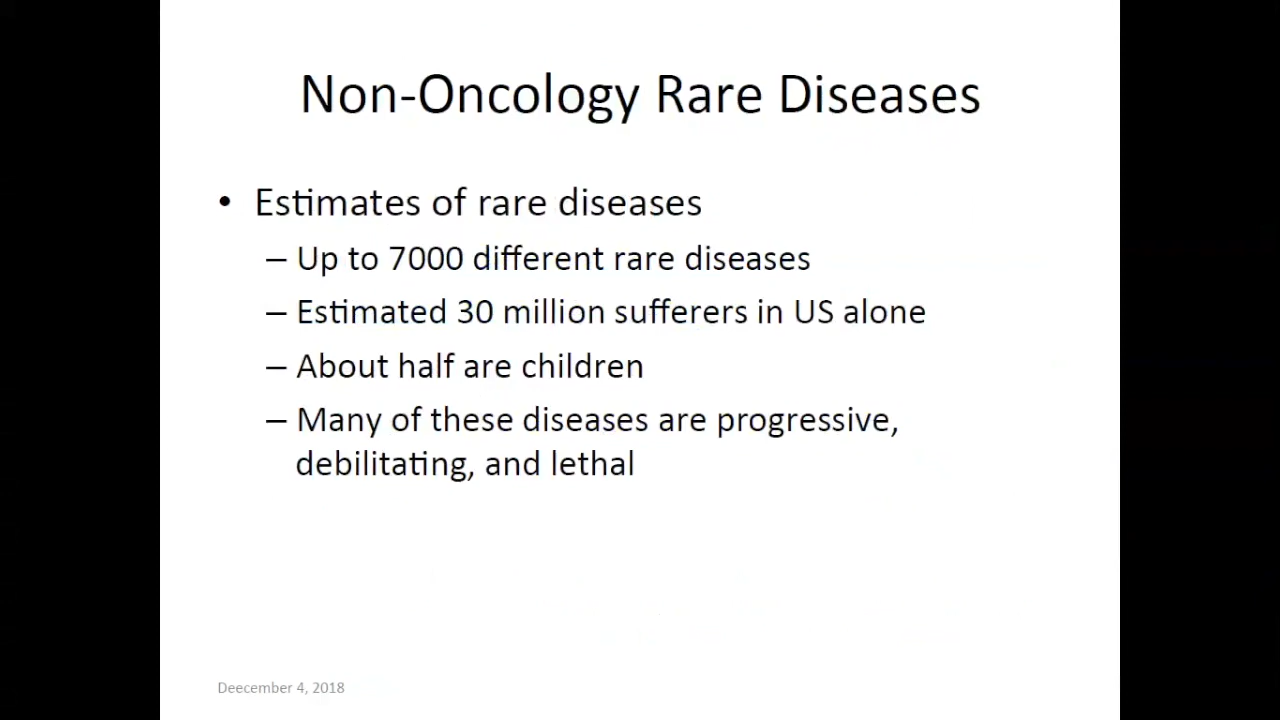 Non-Oncology Rare Diseases
• Estimates of rare diseases
– Up to 7000 different rare diseases
– Estimated 30 million sufferers in US alone
– About half are children
– Many of these diseases are progressive,
debilitating, and lethal
Deecember 4, 2018